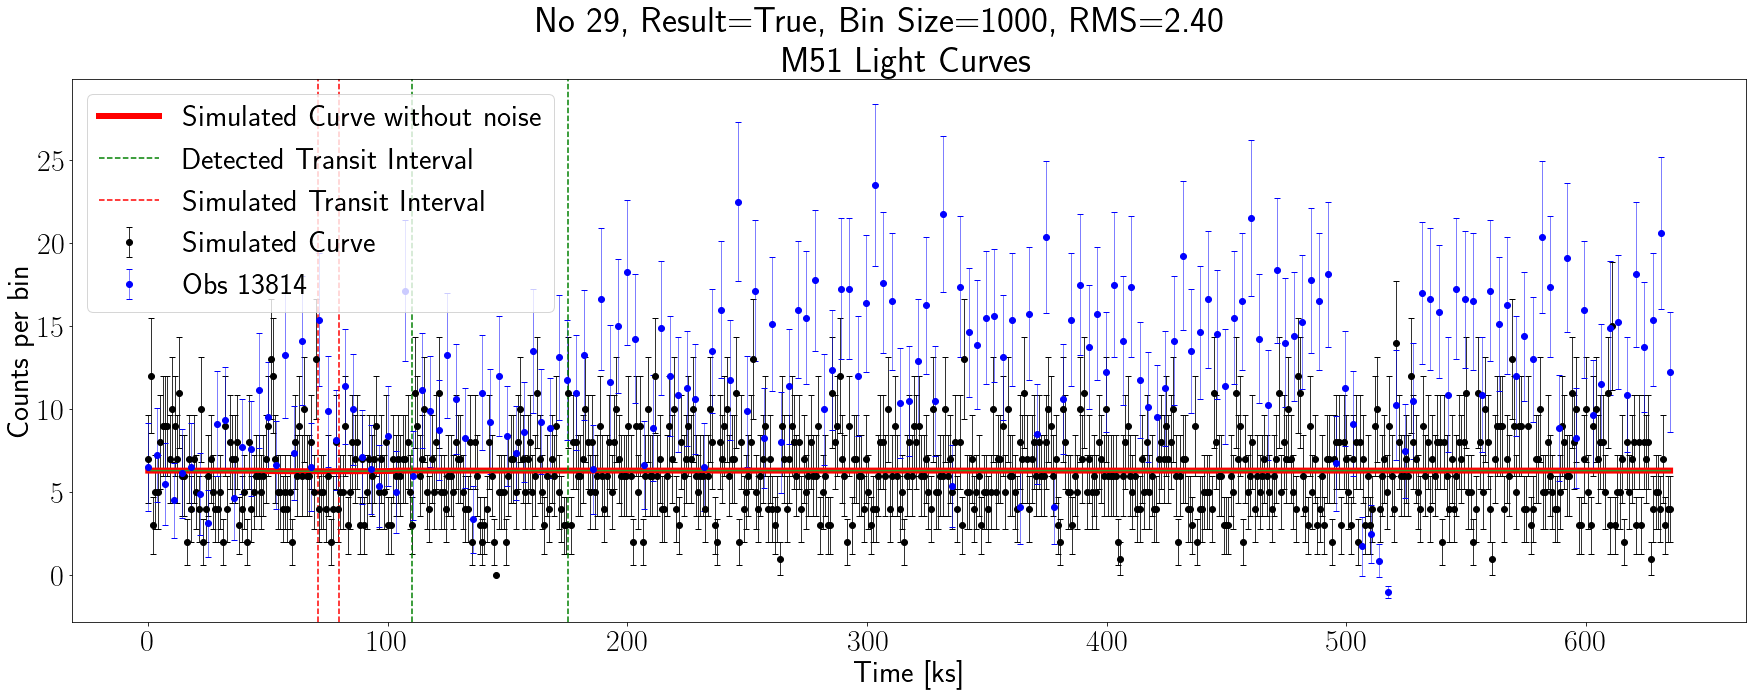 No 29, Result=True, Bin Size=1000, RMS=2.40
M51 Light Curves
Simulated Curve without noise
Detected Transit Interval
Simulated Transit Interval
Simulated Curve
Obs 13814
Counts per bin
25
20
15
10
5
0
0 100 200 300 400 500 600
Time [ks]